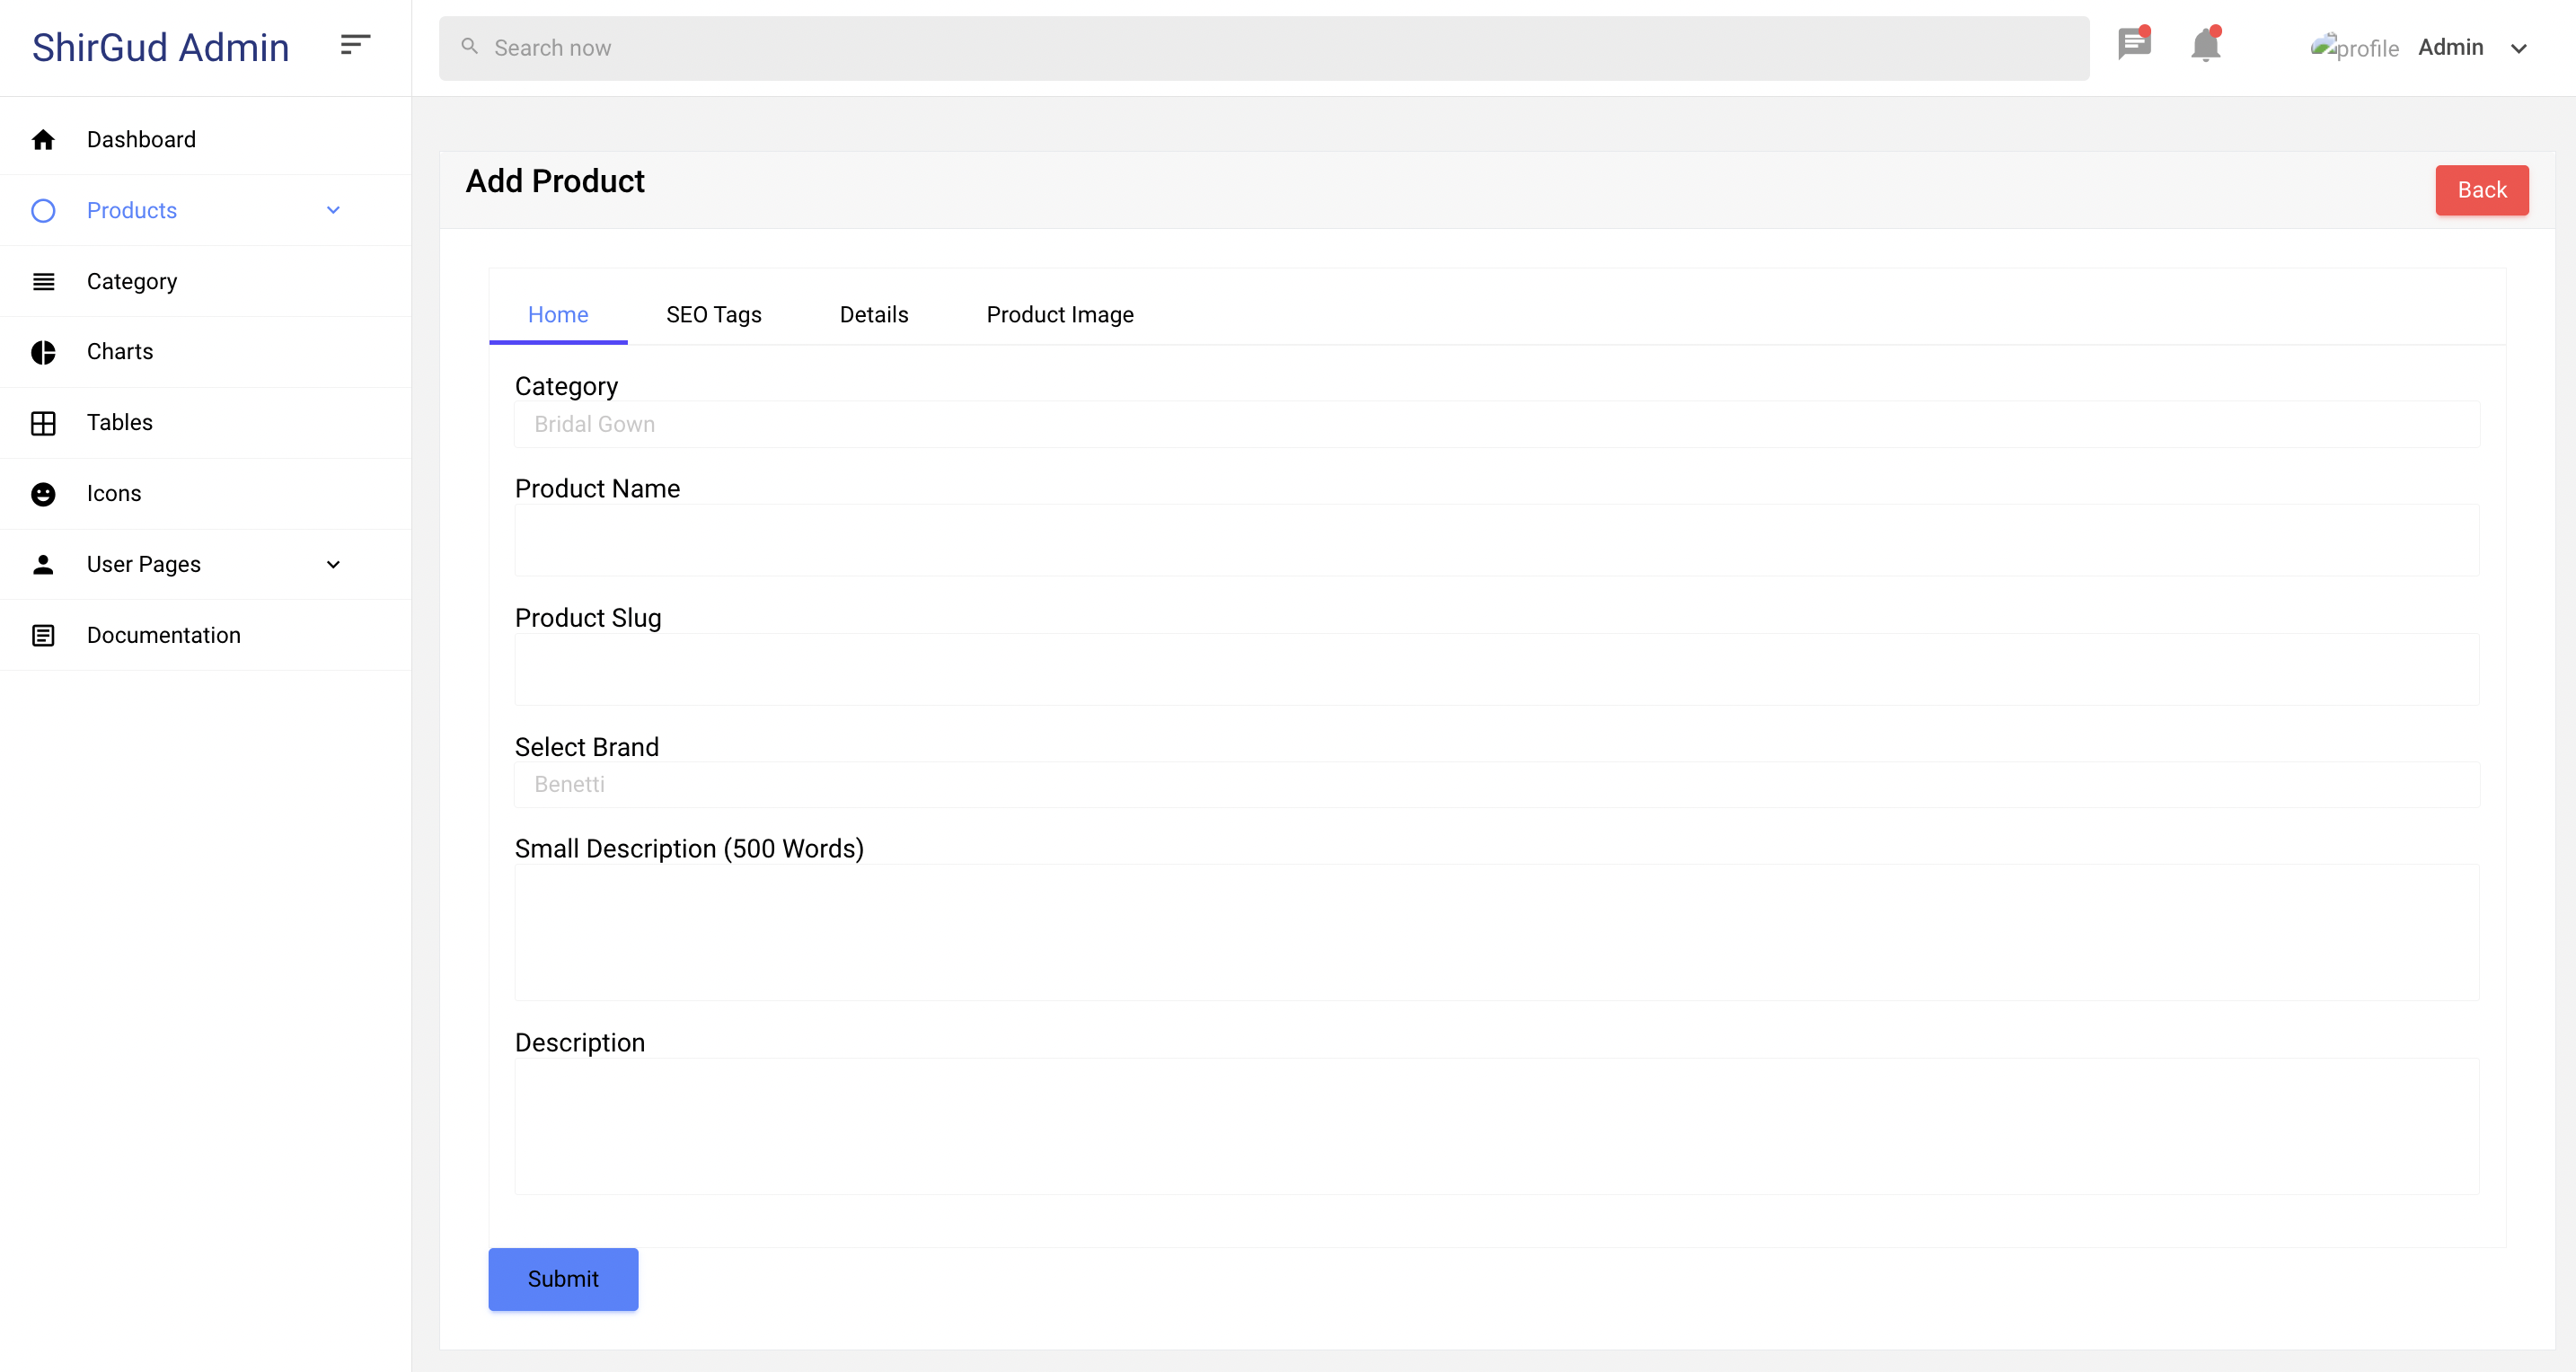 ShirGud Admin
Search now
profile
Admin
Dashboard
Products
Category
Charts
Tables
Icons
User Pages
Documentation
Add Product
Back
Home
SEO Tags
Details
Product Image
Category
Bridal Gown
Product Name
Product Slug
Select Brand
Benetti
Small Description (500 Words)
Description
Submit